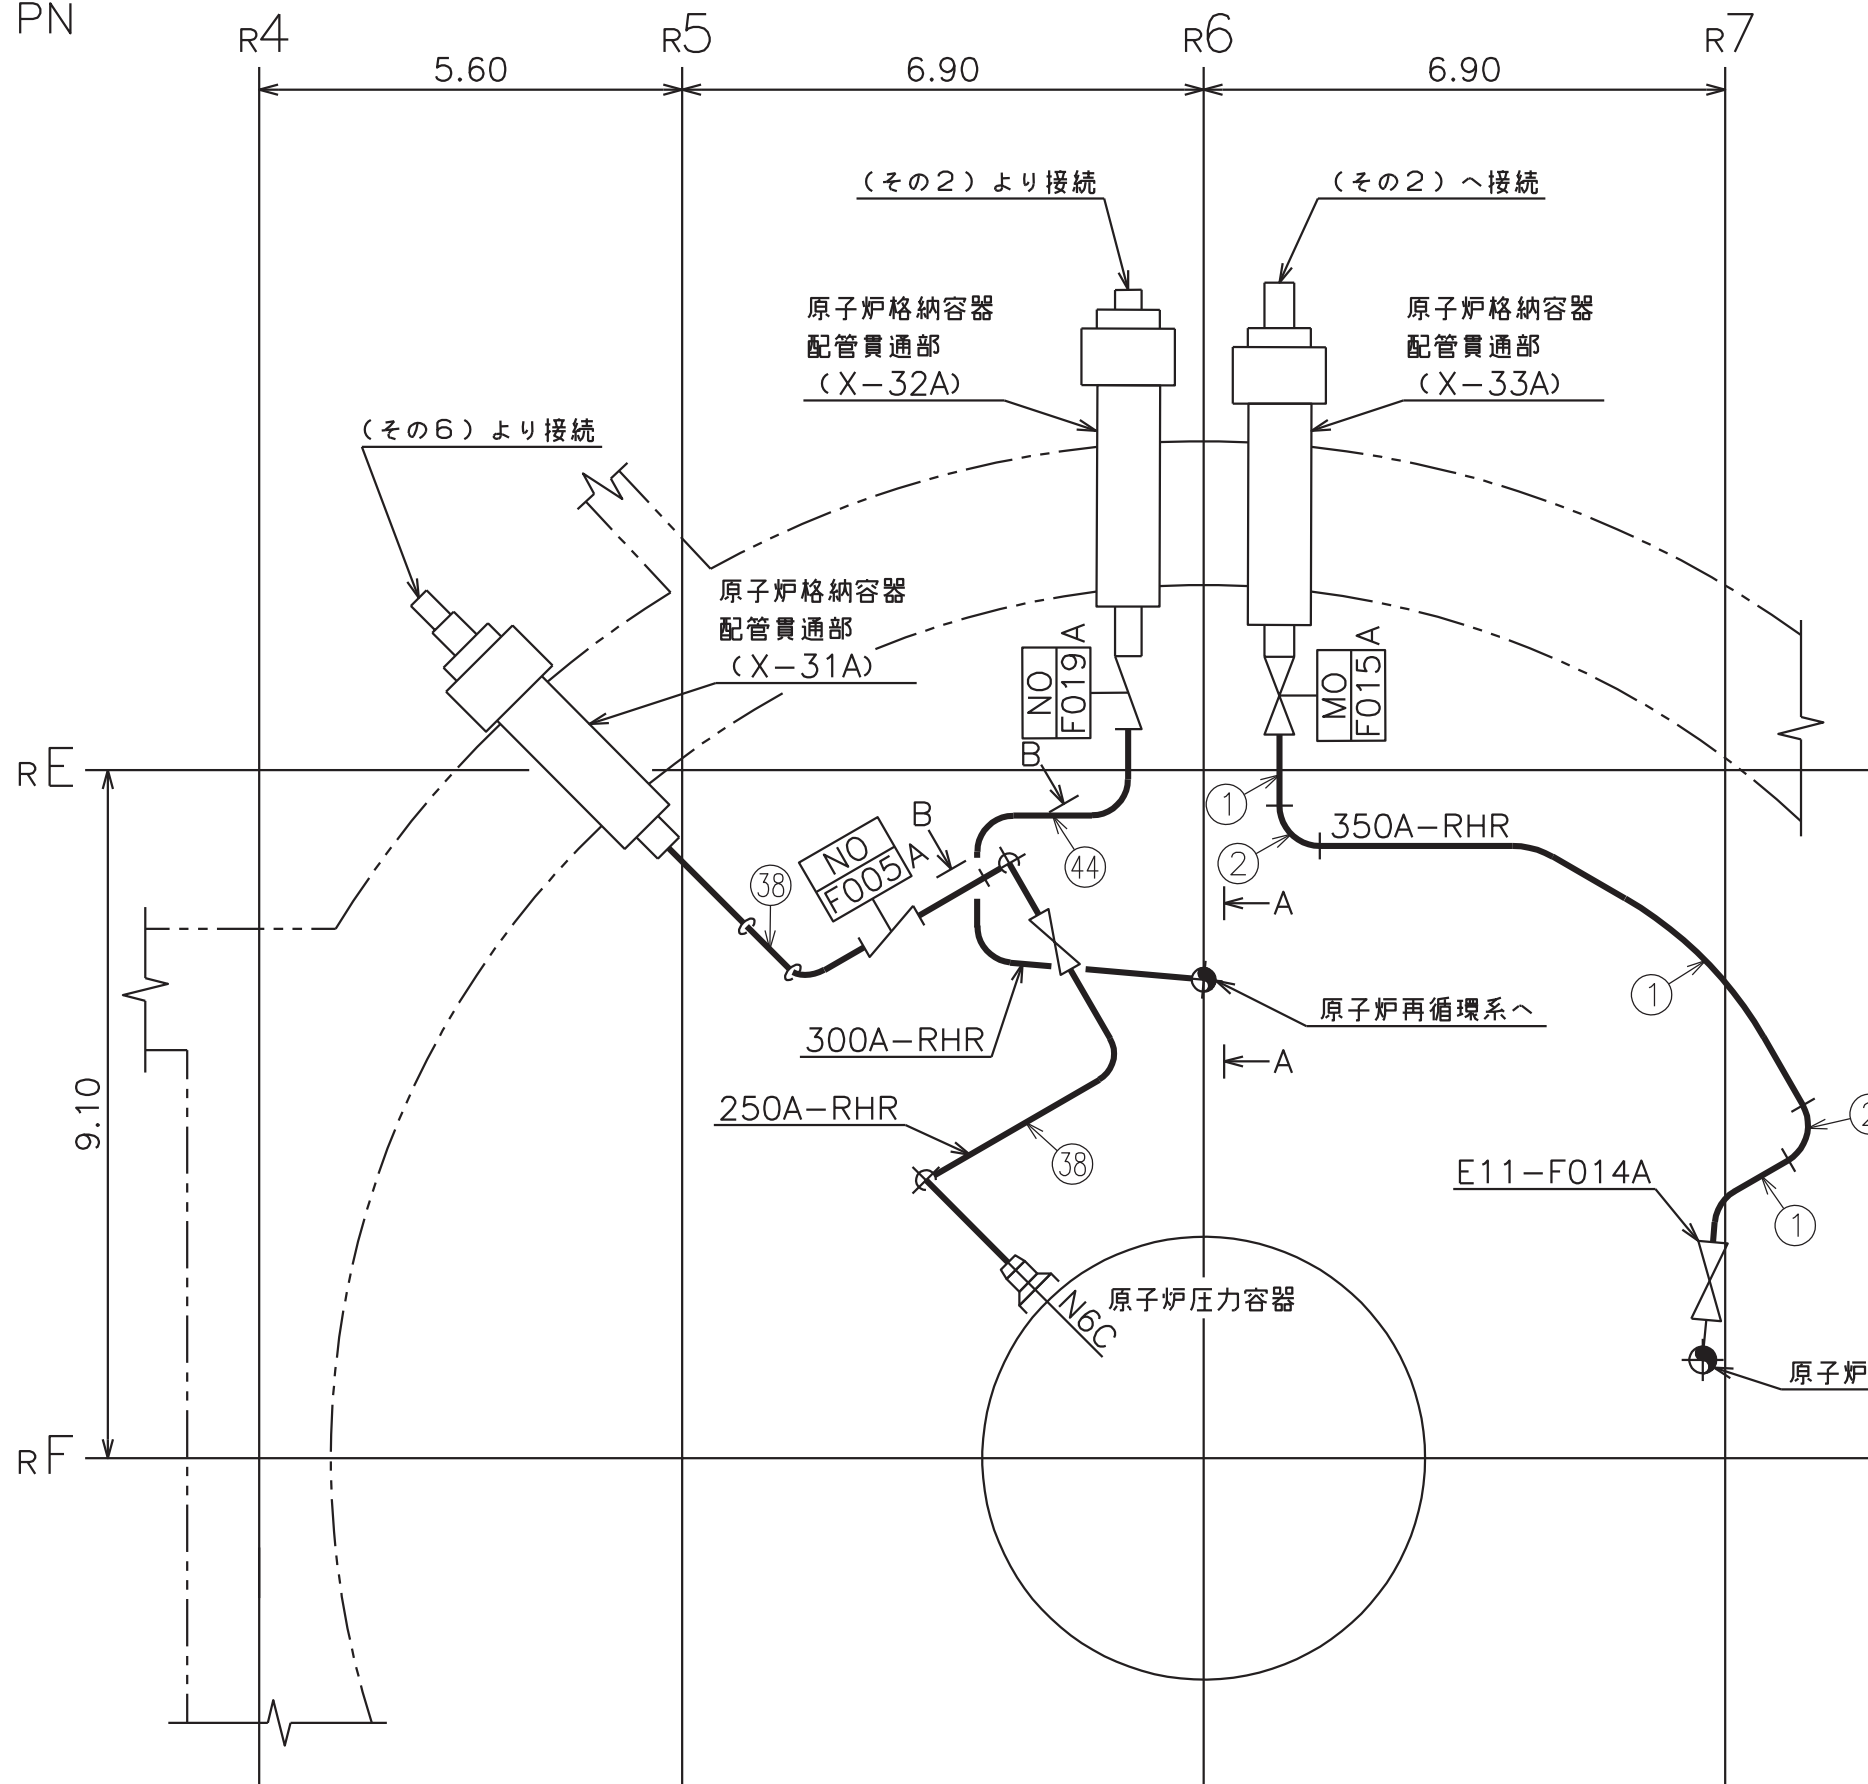 PN
R4
R5
R6
R7
5.60
6.90
6.90
(その2)より接続
(その2)へ接続
原子炉格納容器
配管貫通部
(X-32A)
原子炉格納容器
配管貫通部
(X-33A)
(その6)より接続
原子炉格納容器
配管貫通部
(X-31A)
NO
F019A
MO
F015A
RE
B
1
B
350A-RHR
NO
F005A
2
44
38
A
1
原子炉再循環系へ
300A-RHR
A
9.10
250A-RHR
2
38
E11-F014A
1
原子炉圧力容器
N6C
原子炉
RF